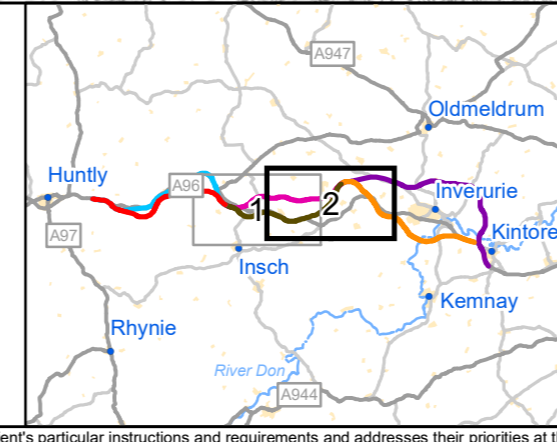 A947
Oldmeldrum
Huntly
A96
Inverurie
1
2
A97
Kintore
Insch
Kemnay
Rhynie
River Don
A944
ent's particular instructions and requirements and addresses their priorities at t